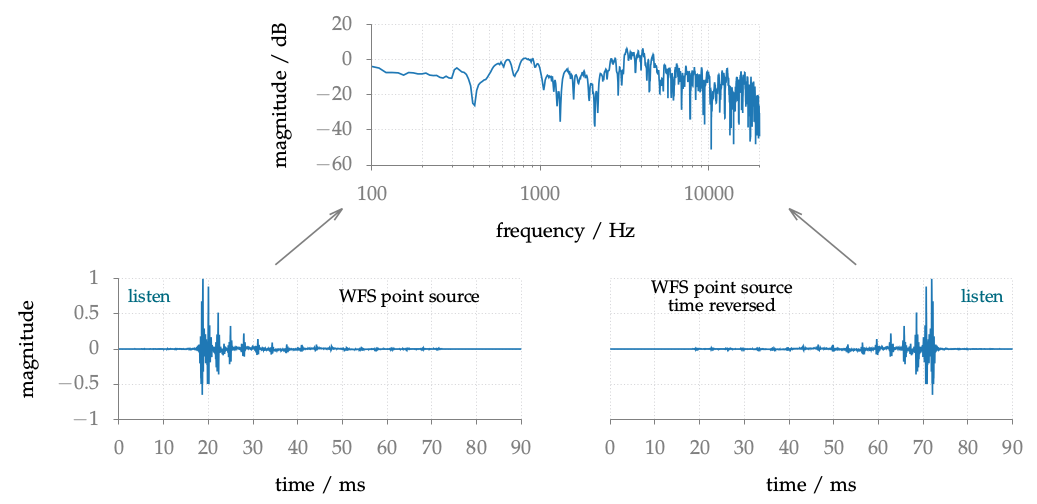 20
0
−20
−40
−60
magnitude / dB
100 1000 10000
frequency / Hz
1
0.5
0
−0.5
−1
magnitude
listen
WFS point source
0 10 20 30 40 50 60 70 80 90
time / ms
WFS point source
time reversed
listen
0 10 20 30 40 50 60 70 80 90
time / ms